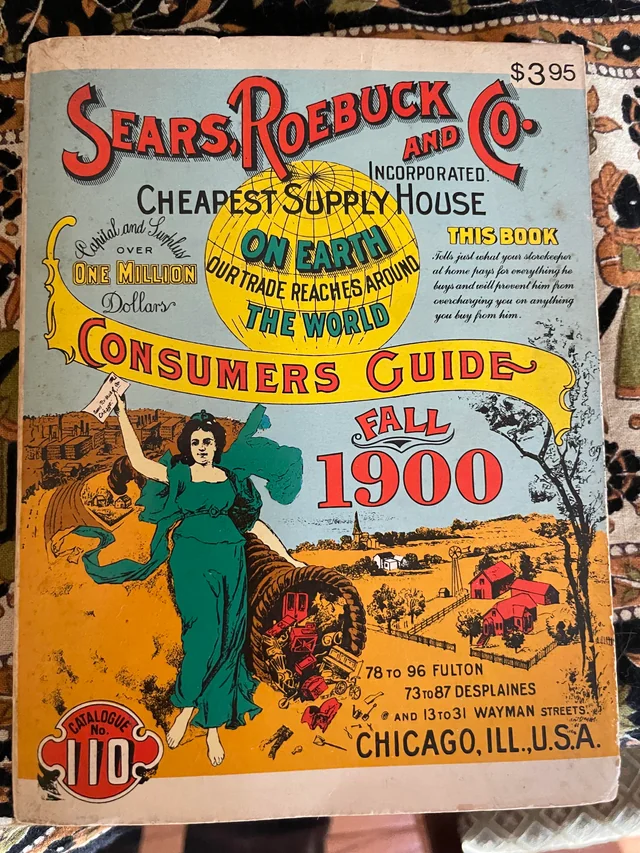 $3.95
SEARS, ROEBUCK AND CO.
INCORPORATED.
CHEAPEST SUPPLY HOUSE
ON EARTH
OUR TRADE REACHES AROUND
THE WORLD
Capital and Surplus
OVER
ONE MILLION
Dollars
THIS BOOK
Tells just what your storekeeper
at home pays for everything he
buys and will prevent him from
overcharging you on anything
you buy from him.
CONSUMERS GUIDE
FALL
1900
78 TO 96 FULTON
73 TO 87 DESPLAINES
AND 13 TO 31 WAYMAN STREETS.
CHICAGO, ILL., U.S.A.
CATALOGUE
No.
110